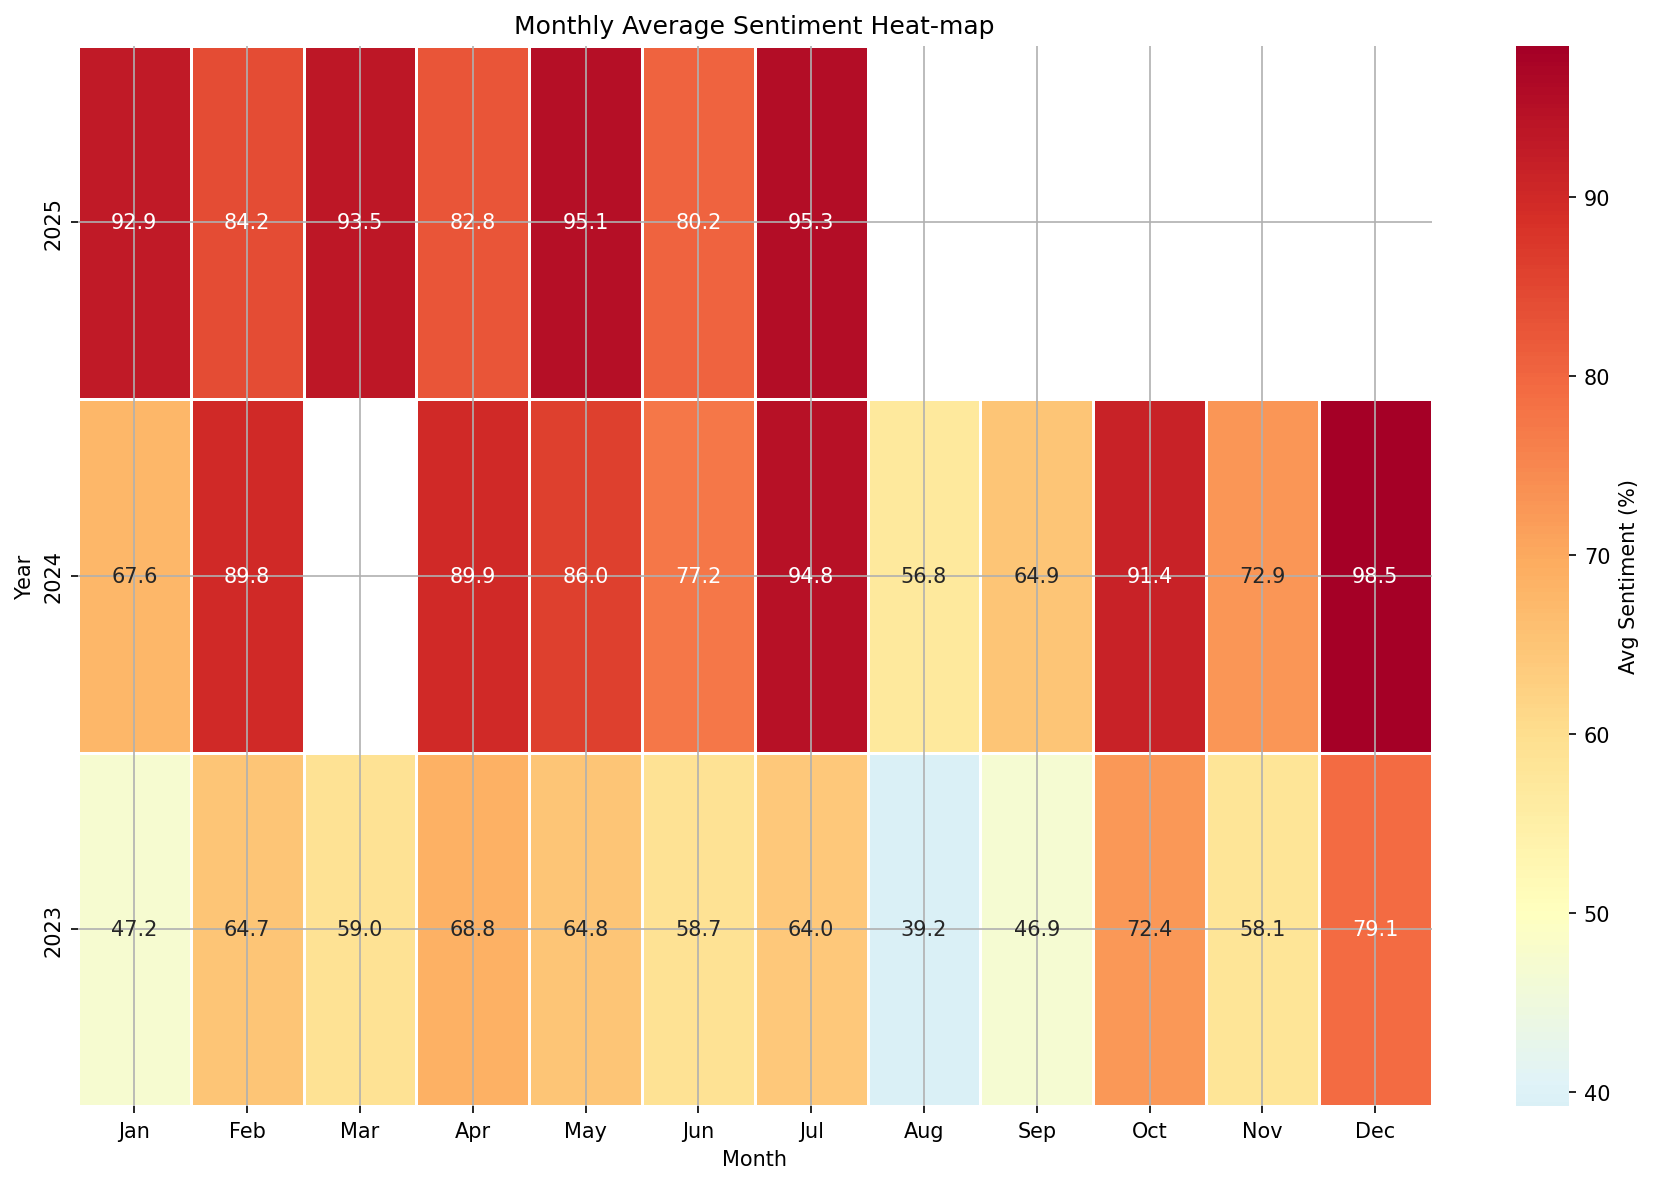 Monthly Average Sentiment Heat-map
2025 92.9 84.2 93.5 82.8 95.1 80.2 95.3
2024 67.6 89.8 89.9 86.0 77.2 94.8 56.8 64.9 91.4 72.9 98.5
2023 47.2 64.7 59.0 68.8 64.8 58.7 64.0 39.2 46.9 72.4 58.1 79.1
Year
Jan Feb Mar Apr May Jun Jul Aug Sep Oct Nov Dec
Month
90
80
70
60
50
40
Avg Sentiment (%)